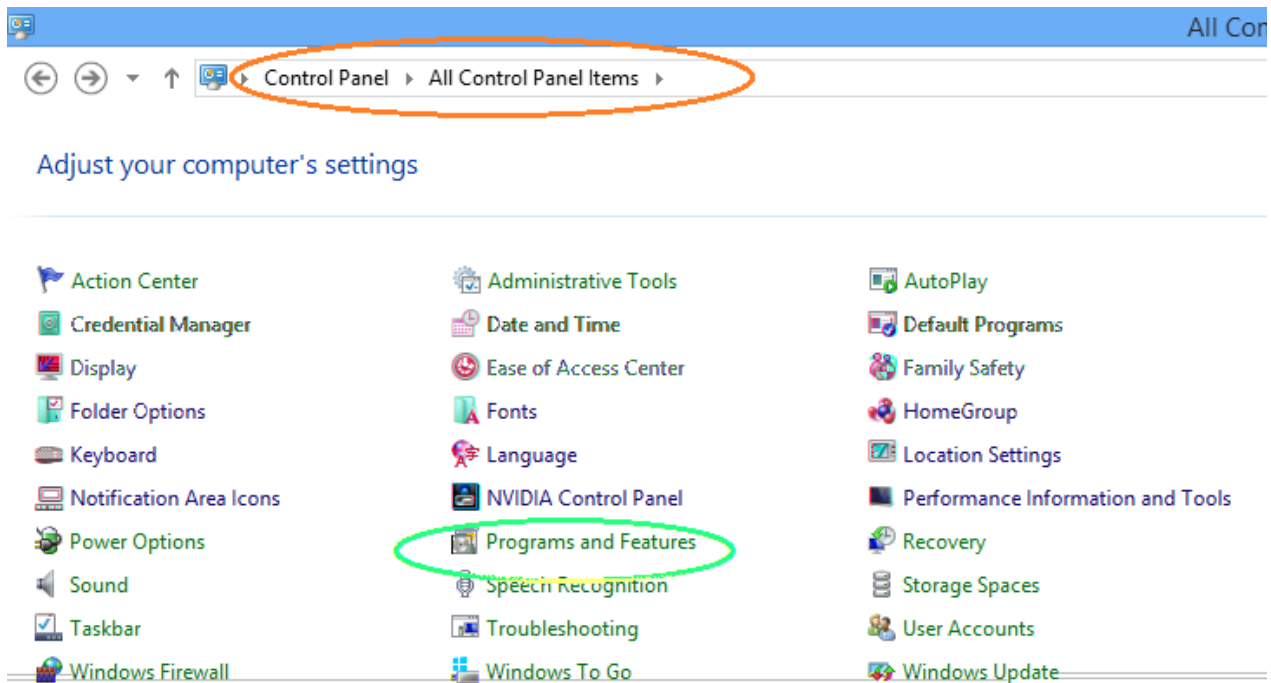 All Con
Control Panel All Control Panel Items
Adjust your computer's settings
Action Center Administrative Tools AutoPlay
Credential Manager Date and Time Default Programs
Display Ease of Access Center Family Safety
Folder Options Fonts HomeGroup
Keyboard Language Location Settings
Notification Area Icons NVIDIA Control Panel Performance Information and Tools
Power Options Programs and Features Recovery
Sound Speech Recognition Storage Spaces
Taskbar Troubleshooting User Accounts
Windows Firewall Windows To Go Windows Update